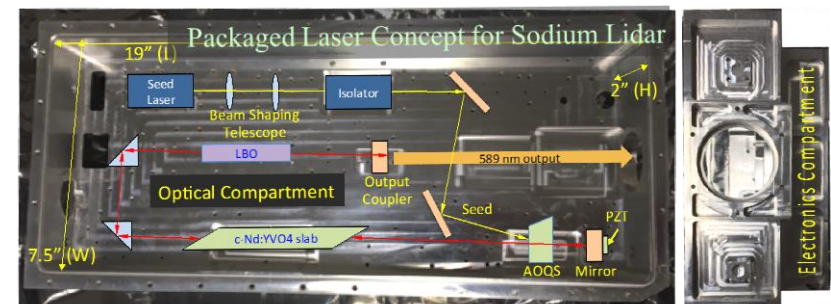 Packaged Laser Concept for Sodium Lidar
19” (L)
2” (H)
Seed
Laser
Isolator
Beam Shaping
Telescope
LBO
589 nm output
Output
Coupler
Optical Compartment
Seed
PZT
7.5” (W)
c-Nd:YVO4 slab
AOQS
Mirror
Electronics Compartment